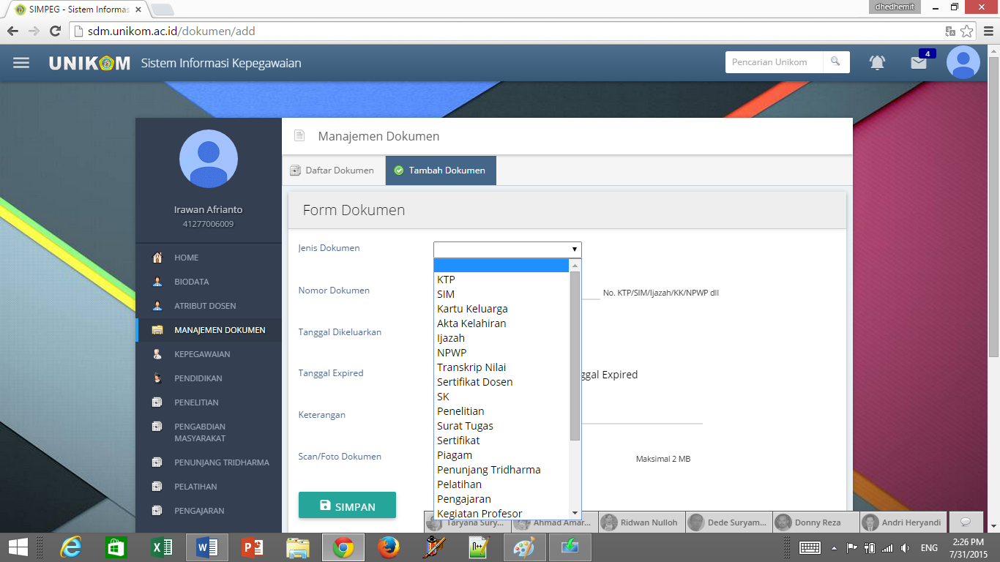 SIMPEG - Sistem Informas
dhedhemit
sdm.unikom.ac.id/dokumen/add
UNIKOM
Sistem Informasi Kepegawaian
Pencarian Unikom
4
Irawan Afrianto
41277006009
HOME
BIODATA
ATRIBUT DOSEN
MANAJEMEN DOKUMEN
KEPEGAWAIAN
PENDIDIKAN
PENELITIAN
PENGABDIAN
MASYARAKAT
PENUNJANG TRIDHARMA
PELATIHAN
PENGAJARAN
Manajemen Dokumen
Daftar Dokumen
Tambah Dokumen
Form Dokumen
Jenis Dokumen
KTP
SIM
Kartu Keluarga
Akta Kelahiran
Ijazah
NPWP
Transkrip Nilai
Sertifikat Dosen
SK
Penelitian
Surat Tugas
Sertifikat
Piagam
Penunjang Tridharma
Pelatihan
Pengajaran
Kegiatan Profesor
Nomor Dokumen
No. KTP/SIM/Ijazah/KK/NPWP dll
Tanggal Dikeluarkan
Tanggal Expired
ggal Expired
Keterangan
Scan/Foto Dokumen
Maksimal 2 MB
SIMPAN
Taryana Sury...
Ahmad Amar...
Ridwan Nulloh
Dede Suryam...
Donny Reza
Andri Heryandi
ENG
2:26 PM
7/31/2015